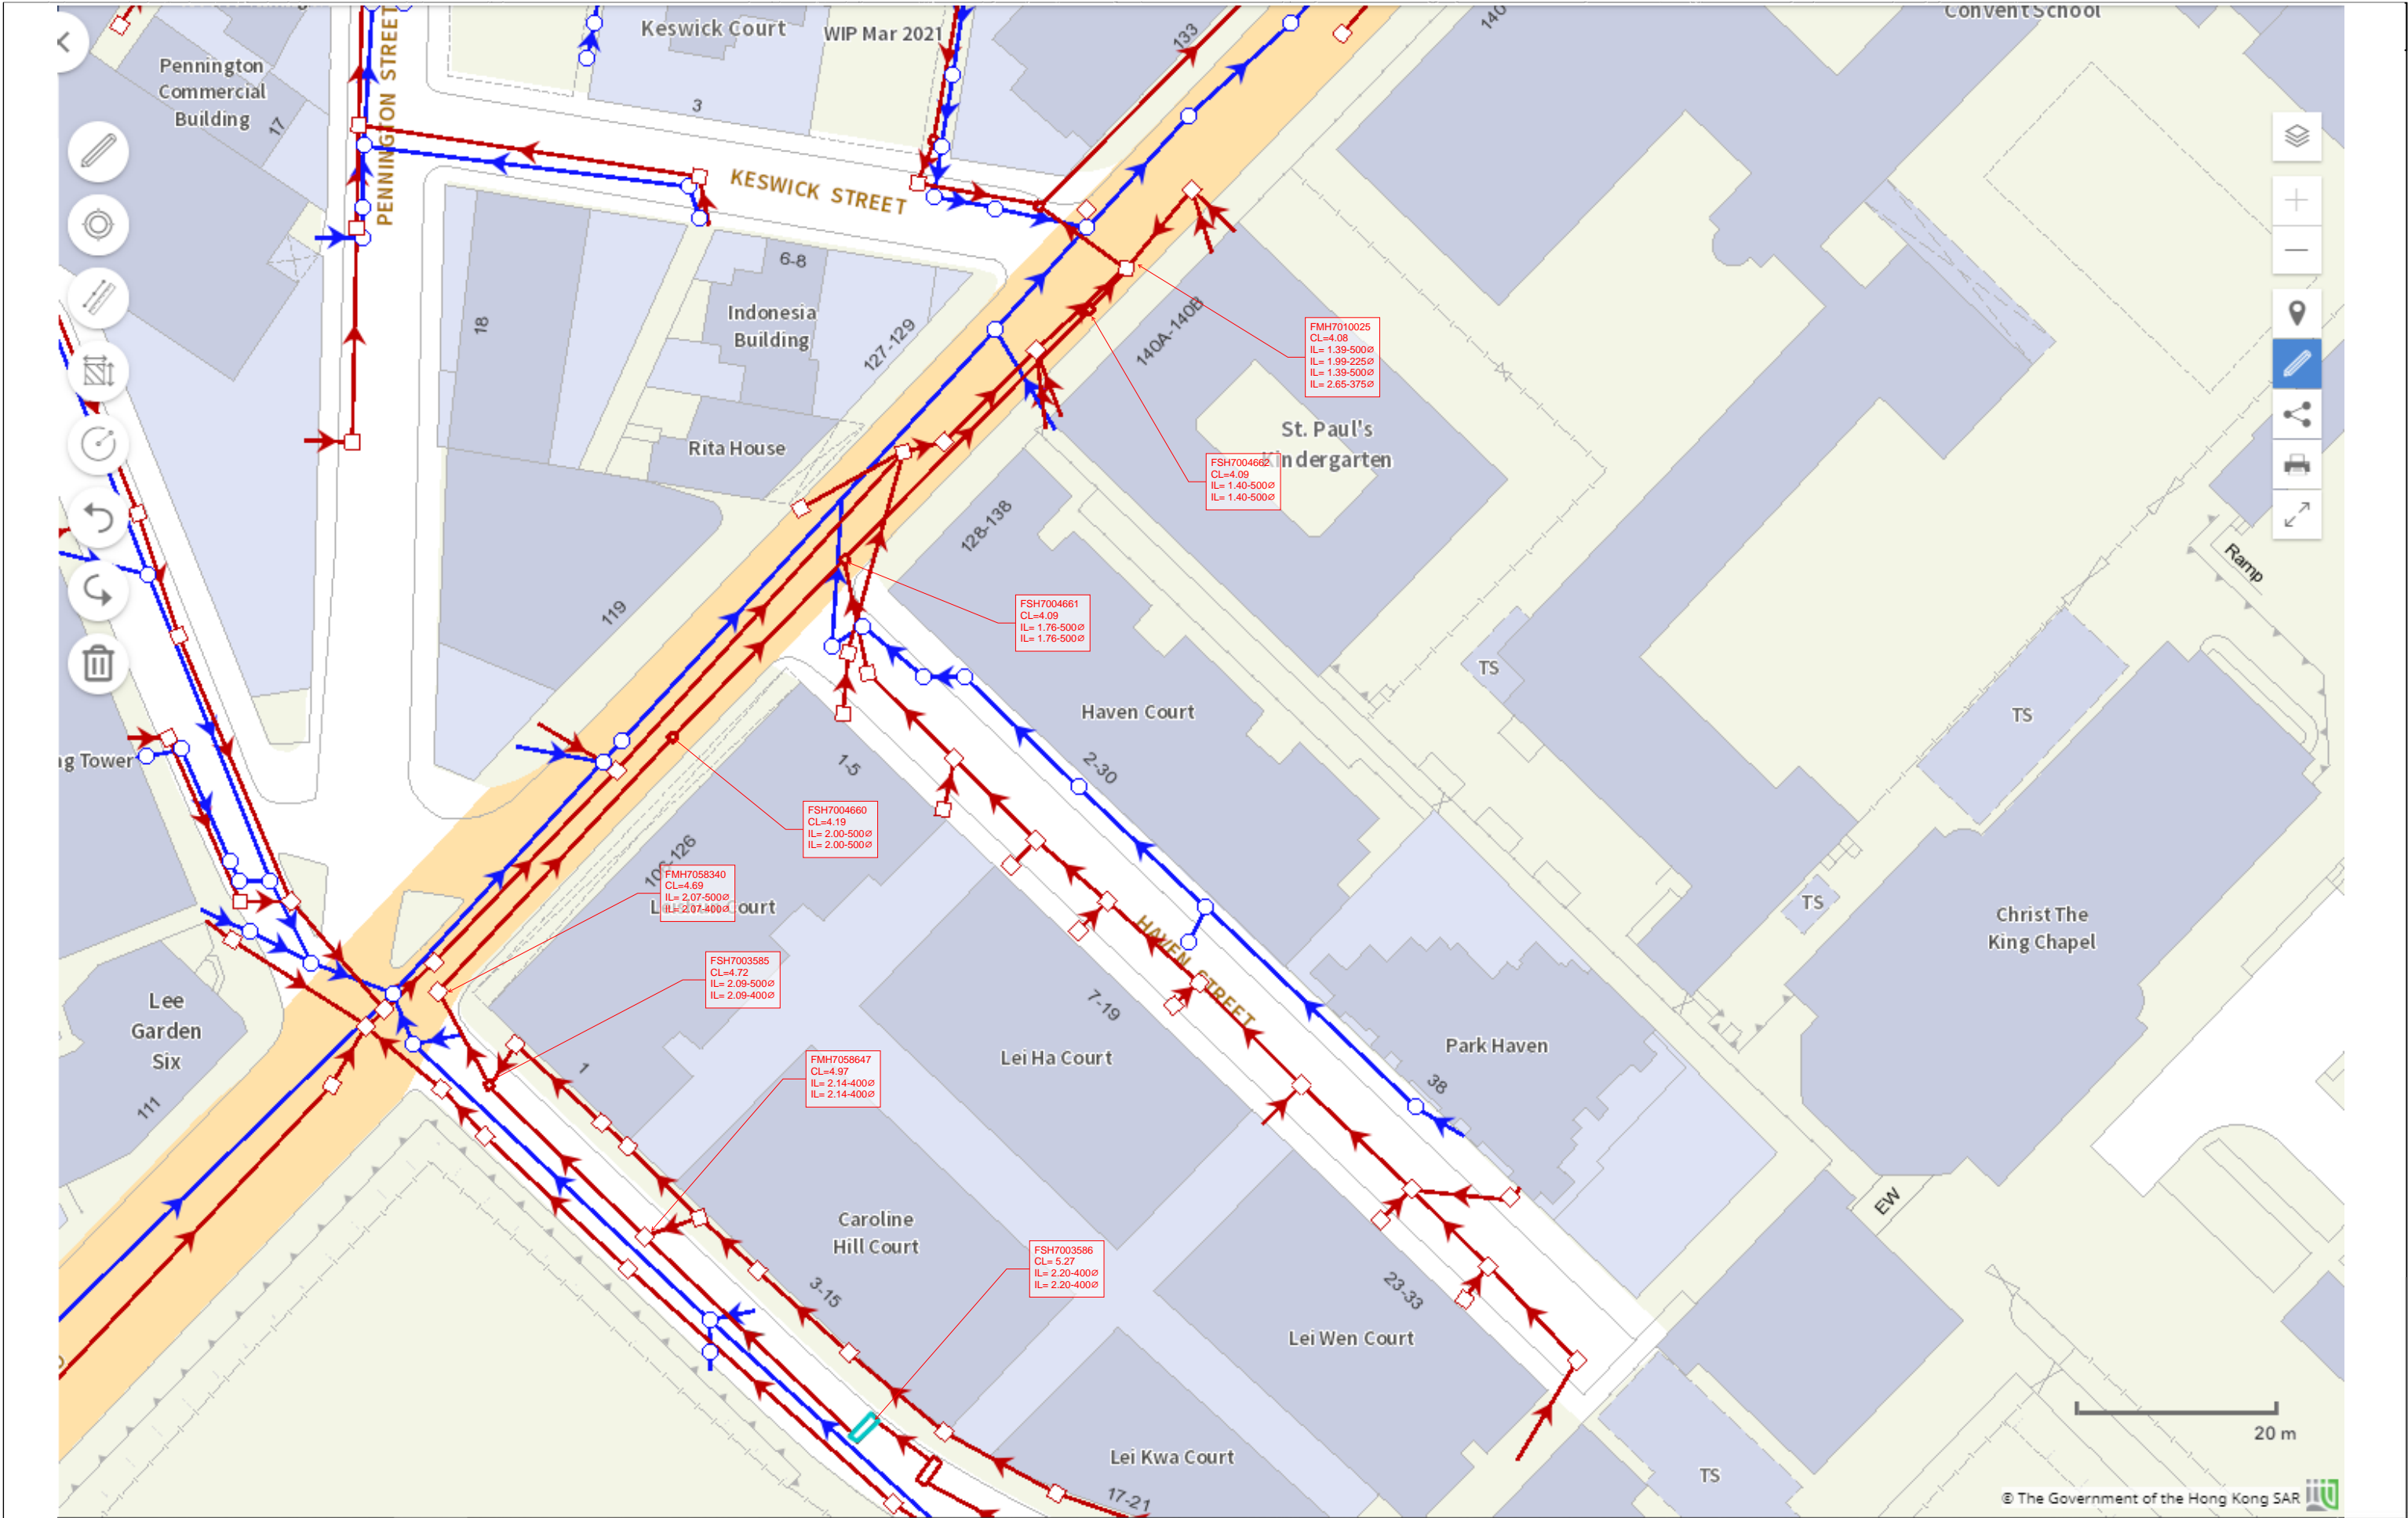 Convent School
Keswick Court
WIP Mar 2021
133
140
Pennington
Commercial
Building
17
PENNINGTON STREET
3
KESWICK STREET
6-8
Indonesia
Building
127-129
18
Rita House
119
140A-140B
FMH7010025
CL=4.08
IL= 1.39-500Ø
IL= 1.99-225Ø
IL= 1.39-500Ø
IL= 2.65-375Ø
St. Paul's
Kindergarten
FSH7004662
CL=4.09
IL= 1.40-500Ø
IL= 1.40-500Ø
128-138
Ramp
FSH7004661
CL=4.09
IL= 1.76-500Ø
IL= 1.76-500Ø
TS
TS
Haven Court
2-30
1-5
ng Tower
FSH7004660
CL=4.19
IL= 2.00-500Ø
IL= 2.00-500Ø
FMH7058340
CL=4.69
IL= 2.07-500Ø
IL= 2.07-400Ø
Court
TS
Christ The
King Chapel
HAVEN STREET
FSH7003585
CL=4.72
IL= 2.09-500Ø
IL= 2.09-400Ø
Lee
Garden
Six
111
1
7-19
Lei Ha Court
Park Haven
38
FMH7058647
CL=4.97
IL= 2.14-400Ø
IL= 2.14-400Ø
EW
Caroline
Hill Court
3-15
FSH7003586
CL= 5.27
IL= 2.20-400Ø
IL= 2.20-400Ø
23-33
Lei Wen Court
Lei Kwa Court
17-21
TS
20 m
© The Government of the Hong Kong SAR